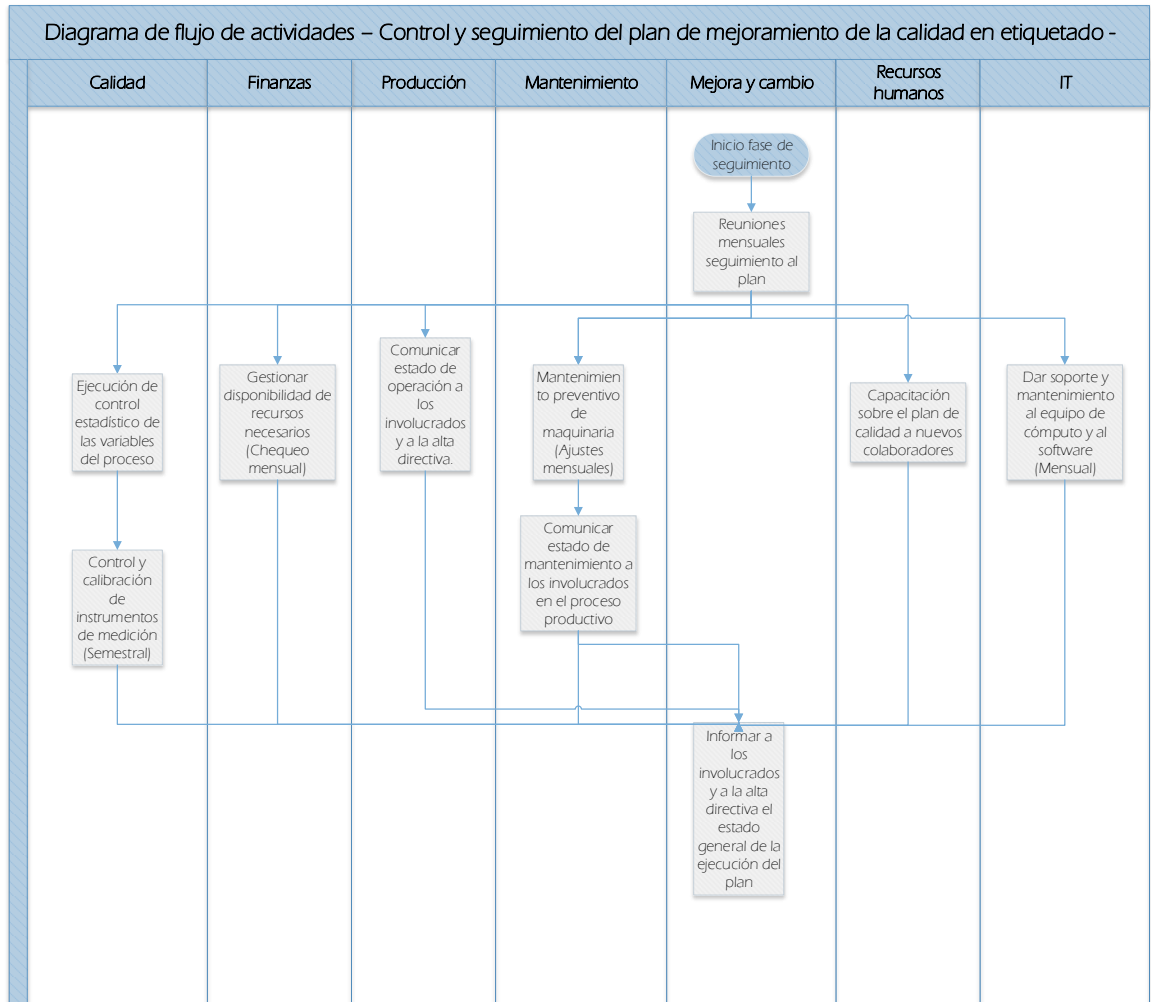 Diagrama de flujo de actividades – Control y seguimiento del plan de mejoramiento de la calidad en etiquetado -
Calidad
Finanzas
Producción
Mantenimiento
Mejora y cambio
Recursos
humanos
IT
Inicio fase de
seguimiento
Reuniones
mensuales
seguimiento al
plan
Ejecución de
control
estadístico de
las variables
del proceso
Gestionar
disponibilidad de
recursos
necesarios
(Chequeo
mensual)
Comunicar
estado de
operación a
los
involucrados
y a la alta
directiva.
Mantenimien
to preventivo
de
maquinaria
(Ajustes
mensuales)
Capacitación
sobre el plan de
calidad a nuevos
colaboradores
Dar soporte y
mantenimiento
al equipo de
cómputo y al
software
(Mensual)
Control y
calibración
de
instrumentos
de medición
(Semestral)
Comunicar
estado de
mantenimiento a
los involucrados
en el proceso
productivo
Informar a
los
involucrados
y a la alta
directiva el
estado
general de la
ejecución del
plan